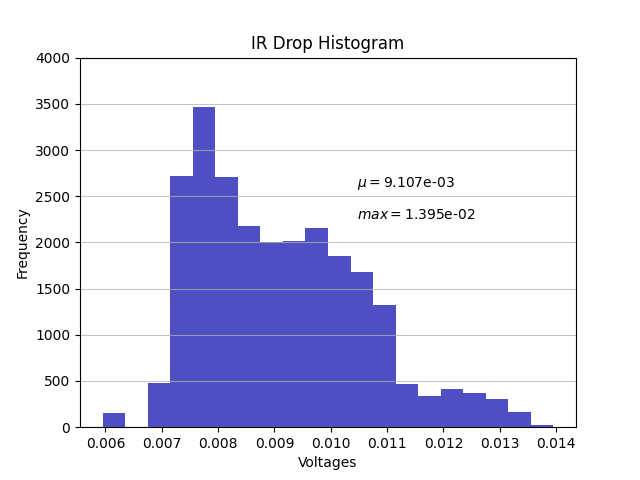 IR Drop Histogram
4000
3500
3000
2500
2000
1500
1000
500
0
Frequency
μ = 9.107e-03
max = 1.395e-02
0.006 0.007 0.008 0.009 0.010 0.011 0.012 0.013 0.014
Voltages